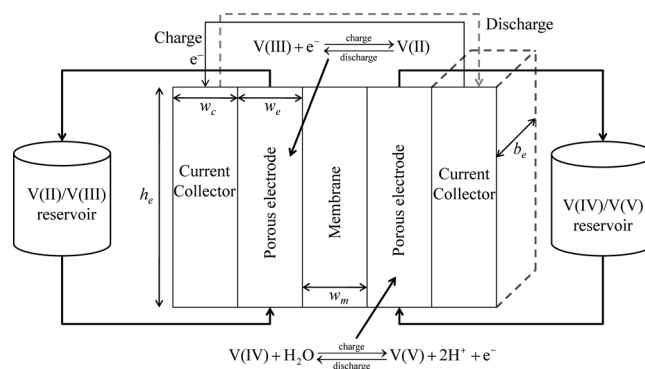 Charge
Discharge
e⁻
V(III) + e⁻ charge discharge V(II)
w_c
w_e
b_e
h_e
V(II)/V(III)
reservoir
Current
Collector
Porous electrode
Membrane
Porous electrode
Current
Collector
V(IV)/V(V)
reservoir
w_m
V(IV) + H₂O charge discharge V(V) + 2H⁺ + e⁻